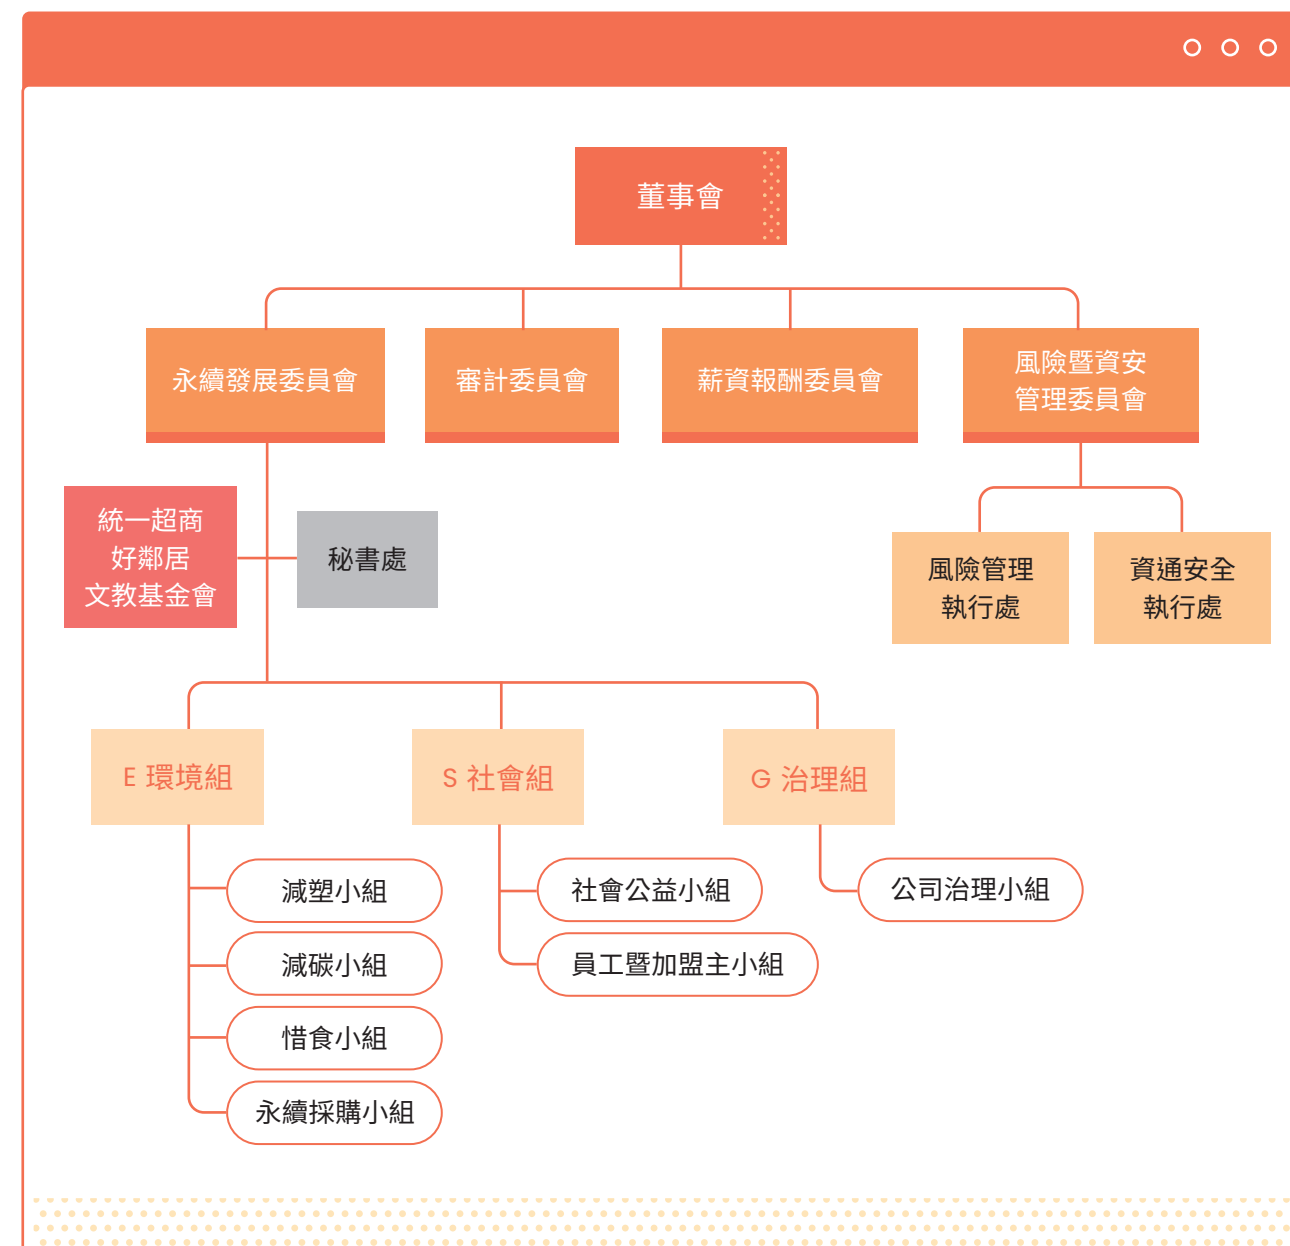 董事會
永續發展委員會
審計委員會
薪資報酬委員會
風險暨資安
管理委員會
統一超商
好鄰居
文教基金會
秘書處
風險管理
執行處
資通安全
執行處
E 環境組
S 社會組
G 治理組
減塑小組
減碳小組
惜食小組
永續採購小組
社會公益小組
員工暨加盟主小組
公司治理小組